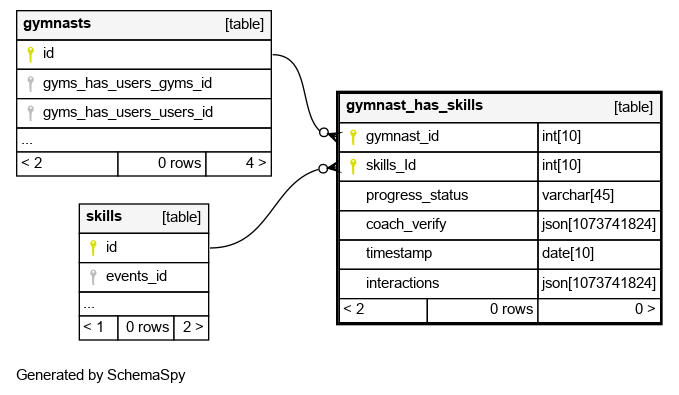 gymnasts [table]
id
gyms_has_users_gyms_id
gyms_has_users_users_id
...
< 2 0 rows 4 >
skills [table]
id
events_id
...
< 1 0 rows 2 >
gymnast_has_skills [table]
gymnast_id int[10]
skills_Id int[10]
progress_status varchar[45]
coach_verify json[1073741824]
timestamp date[10]
interactions json[1073741824]
< 2 0 rows 0 >
Generated by SchemaSpy